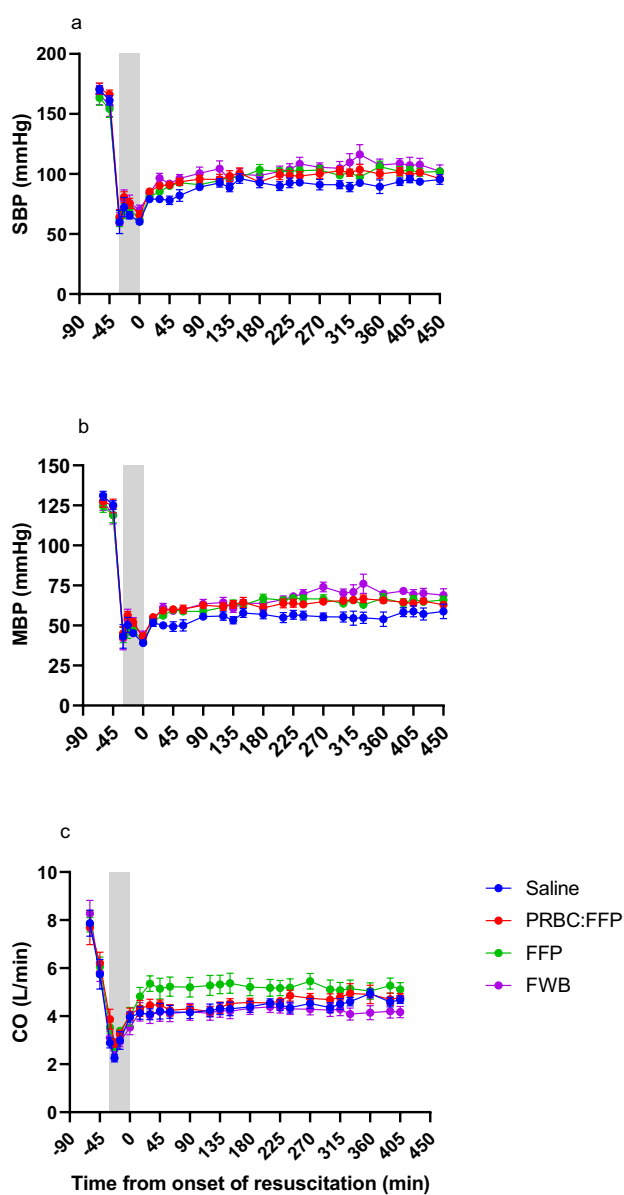 a
SBP (mmHg)
200
150
100
50
0
-90 -45 0 45 90 135 180 225 270 315 360 405 450
b
MBP (mmHg)
150
125
100
75
50
25
0
-90 -45 0 45 90 135 180 225 270 315 360 405 450
c
CO (L/min)
10
8
6
4
2
0
-90 -45 0 45 90 135 180 225 270 315 360 405 450
Time from onset of resuscitation (min)
Saline
PRBC:FFP
FFP
FWB